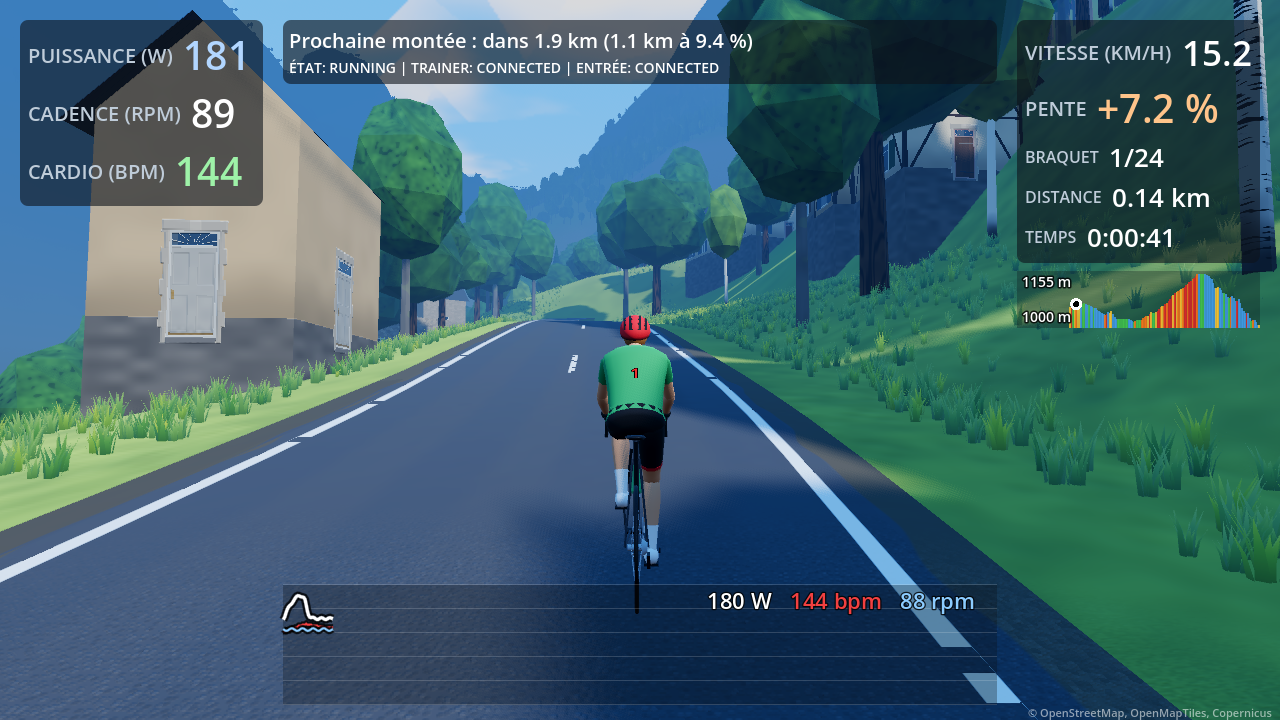 PUISSANCE (W) 181
CADENCE (RPM) 89
CARDIO (BPM) 144
Prochaine montée : dans 1.9 km (1.1 km à 9.4 %)
ÉTAT: RUNNING | TRAINER: CONNECTED | ENTRÉE: CONNECTED
VITESSE (KM/H) 15.2
PENTE +7.2 %
BRAQUET 1/24
DISTANCE 0.14 km
TEMPS 0:00:41
1155 m
1000 m
1
180 W 144 bpm 88 rpm
© OpenStreetMap, OpenMapTiles, Copernicus